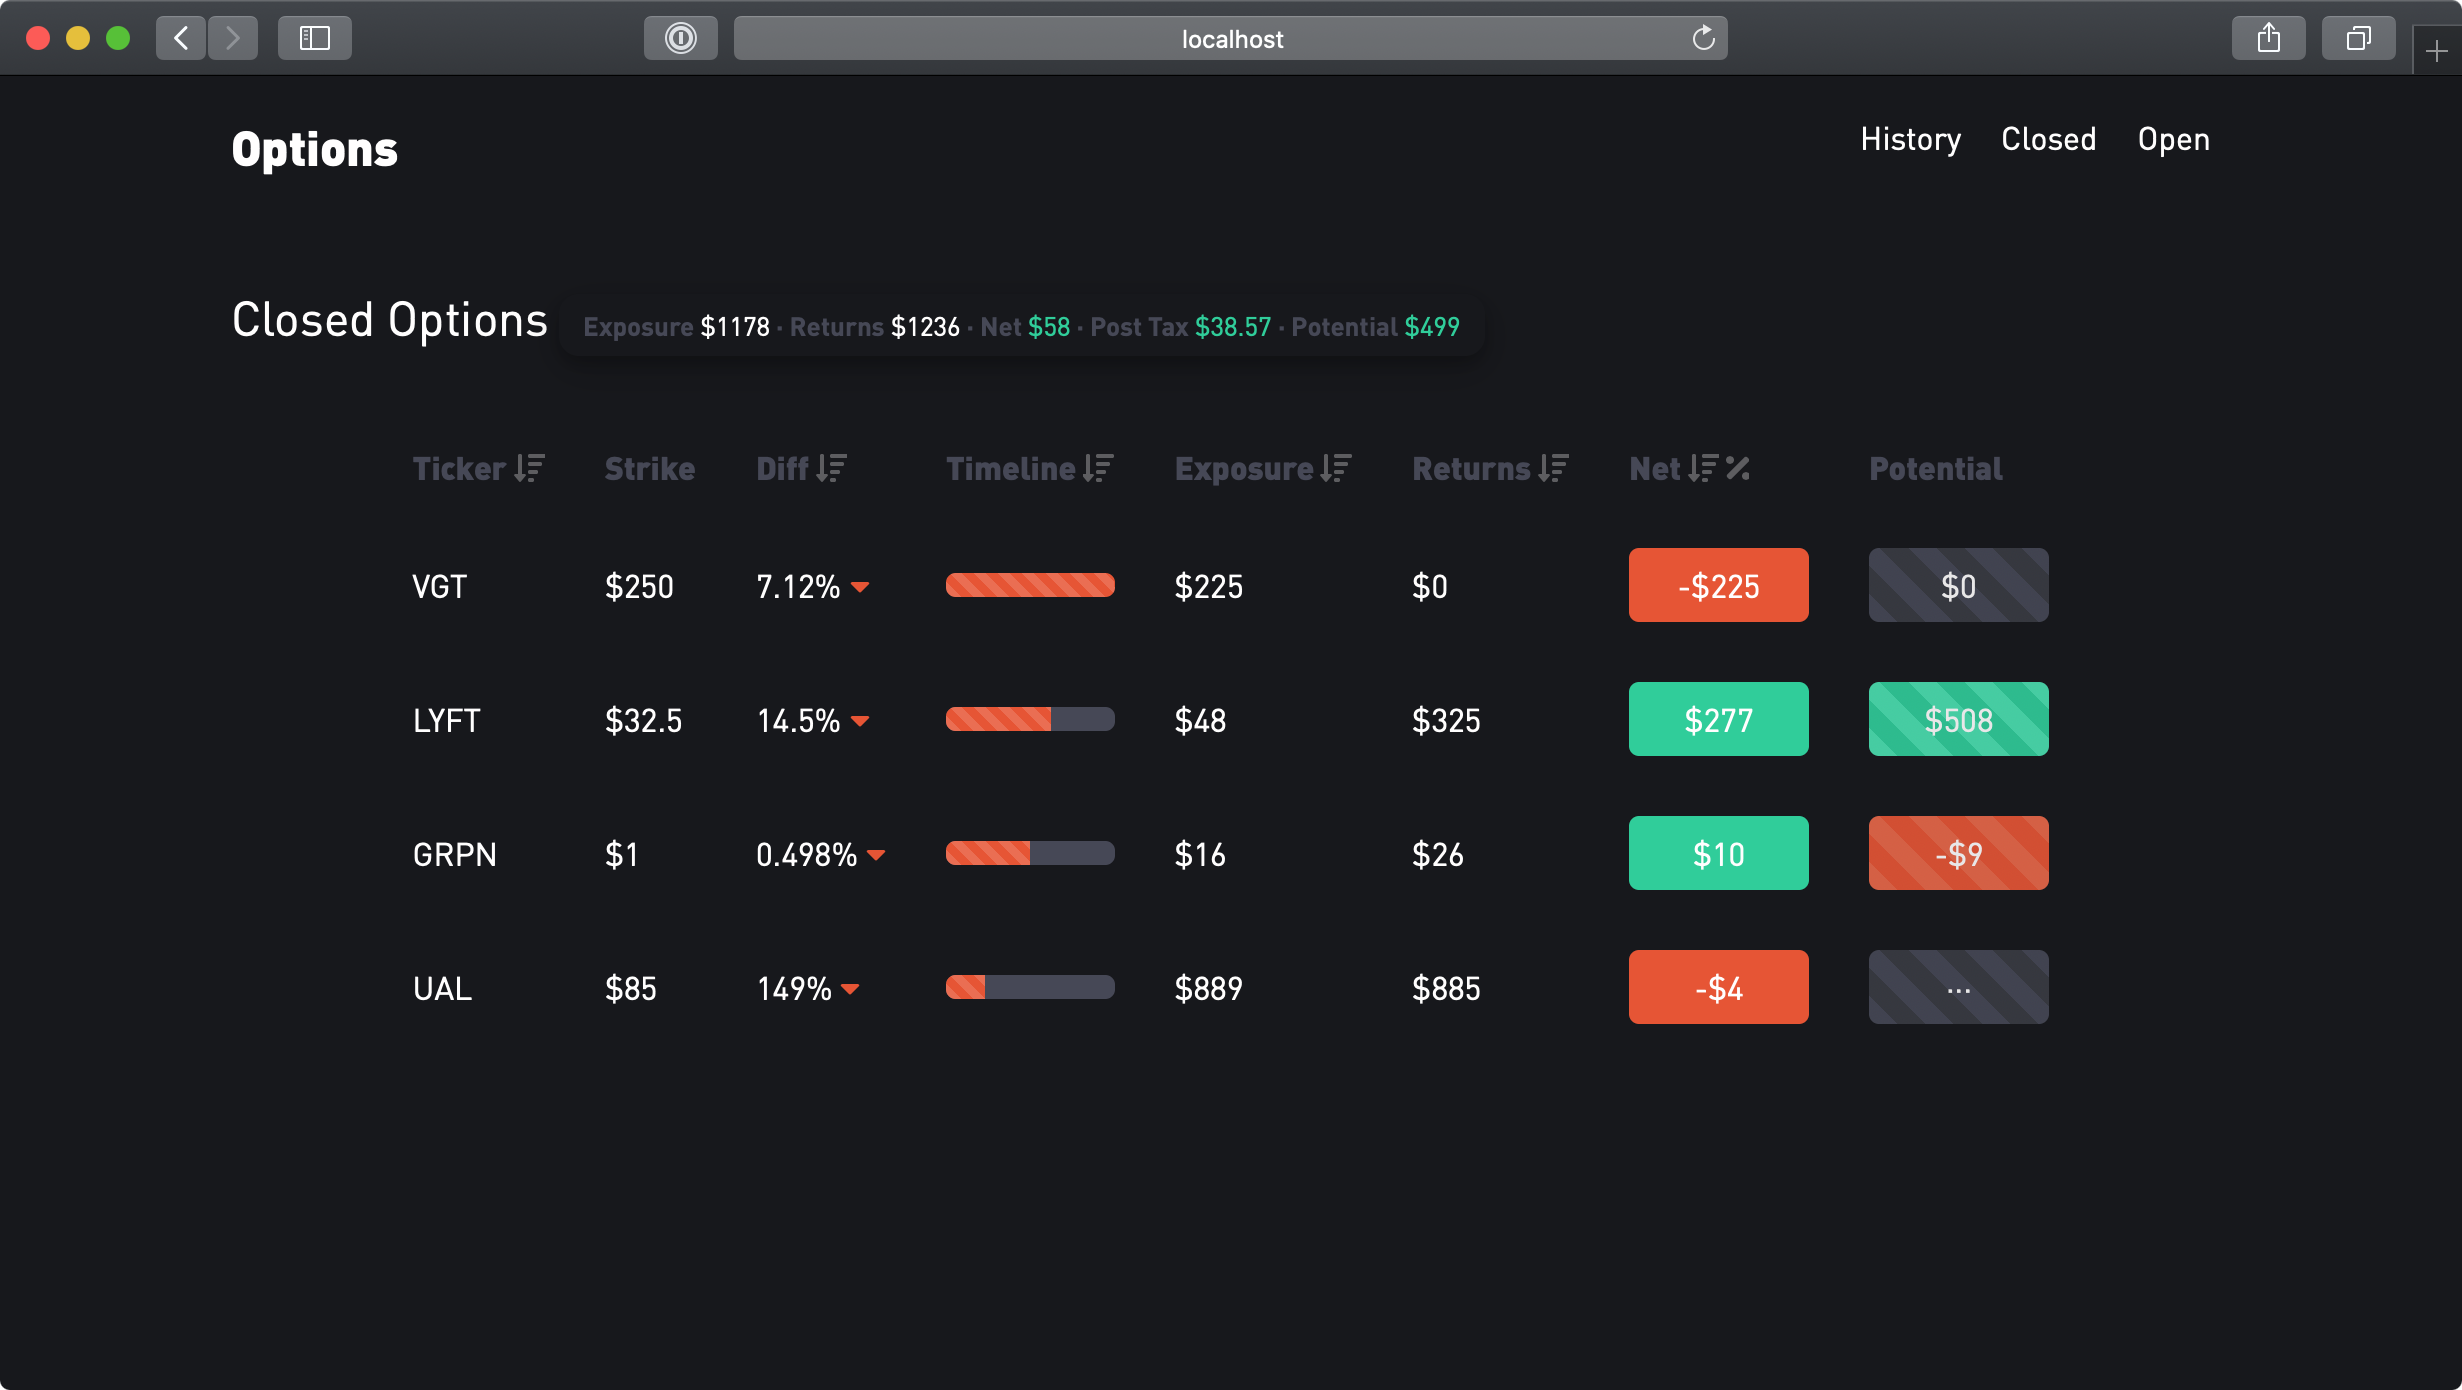 localhost
Options
History Closed Open
Closed Options Exposure $1178 · Returns $1236 · Net $58 · Post Tax $38.57 · Potential $499
Ticker Strike Diff Timeline Exposure Returns Net % Potential
VGT $250 7.12% $225 $0 -$225 $0
LYFT $32.5 14.5% $48 $325 $277 $508
GRPN $1 0.498% $16 $26 $10 -$9
UAL $85 149% $889 $885 -$4 ...